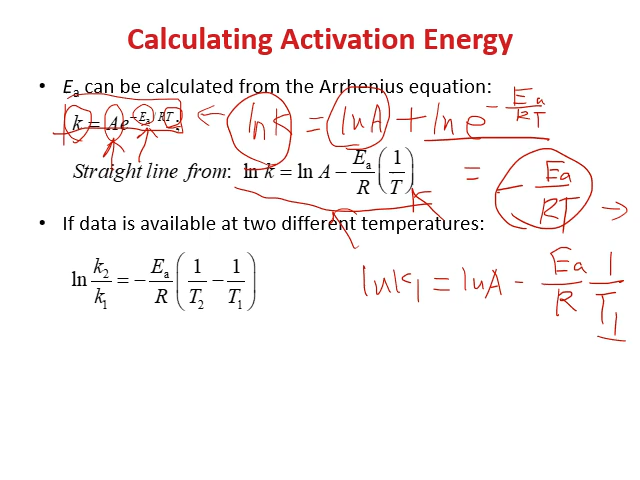 Calculating Activation Energy
• Ea can be calculated from the Arrhenius equation:
k = Ae^(-Ea/RT) ← ln k = ln A + ln e^(-Ea/RT)
Straight line from: ln k = ln A − Ea/R (1/T) = − Ea/RT →
• If data is available at two different temperatures:
ln k2/k1 = − Ea/R (1/T2 − 1/T1)
ln k1 = ln A − Ea/R 1/T1